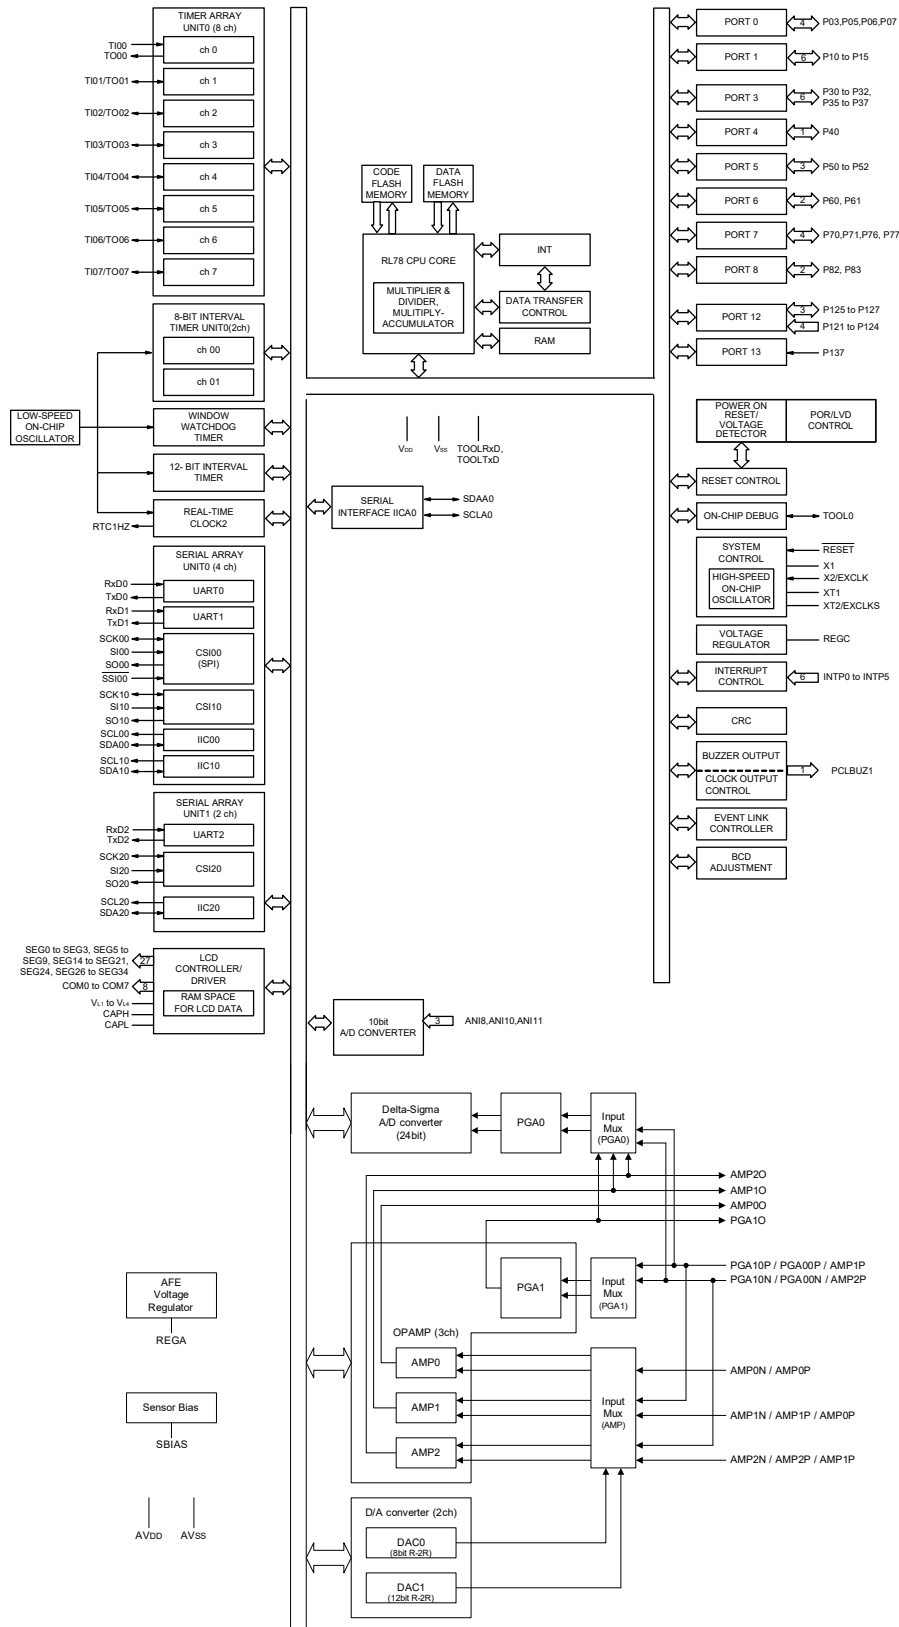 TIMER ARRAY
UNIT0 (8 ch)
TI00
TO00
ch 0
TI01/TO01
ch 1
TI02/TO02
ch 2
TI03/TO03
ch 3
TI04/TO04
ch 4
TI05/TO05
ch 5
TI06/TO06
ch 6
TI07/TO07
ch 7
8-BIT INTERVAL
TIMER UNIT0(2ch)
ch 00
ch 01
LOW-SPEED
ON-CHIP
OSCILLATOR
WINDOW
WATCHDOG
TIMER
12- BIT INTERVAL
TIMER
REAL-TIME
CLOCK2
RTC1HZ
SERIAL ARRAY
UNIT0 (4 ch)
RxD0
TxD0
UART0
RxD1
TxD1
UART1
SCK00
SI00
SO00
SSI00
CSI00
(SPI)
SCK10
SI10
SO10
CSI10
SCL00
SDA00
IIC00
SCL10
SDA10
IIC10
SERIAL ARRAY
UNIT1 (2 ch)
RxD2
TxD2
UART2
SCK20
SI20
SO20
CSI20
SCL20
SDA20
IIC20
SEG0 to SEG3, SEG5 to
SEG9, SEG14 to SEG21,
SEG24, SEG26 to SEG34
27
COM0 to COM7
8
VL1 to VL4
CAPH
CAPL
LCD
CONTROLLER/
DRIVER
RAM SPACE
FOR LCD DATA
CODE
FLASH
MEMORY
DATA
FLASH
MEMORY
RL78 CPU CORE
MULTIPLIER &
DIVIDER,
MULITIPLY-
ACCUMULATOR
INT
DATA TRANSFER
CONTROL
RAM
VDD
VSS
TOOLRxD,
TOOLTxD
SERIAL
INTERFACE IICA0
SDAA0
SCLA0
10bit
A/D CONVERTER
3
ANI8,ANI10,ANI11
PORT 0
4
P03,P05,P06,P07
PORT 1
6
P10 to P15
PORT 3
6
P30 to P32,
P35 to P37
PORT 4
1
P40
PORT 5
3
P50 to P52
PORT 6
2
P60, P61
PORT 7
4
P70,P71,P76, P77
PORT 8
2
P82, P83
PORT 12
3
P125 to P127
4
P121 to P124
PORT 13
P137
POWER ON
RESET/
VOLTAGE
DETECTOR
POR/LVD
CONTROL
RESET CONTROL
ON-CHIP DEBUG
TOOL0
SYSTEM
CONTROL
HIGH-SPEED
ON-CHIP
OSCILLATOR
RESET
X1
X2/EXCLK
XT1
XT2/EXCLKS
VOLTAGE
REGULATOR
REGC
INTERRUPT
CONTROL
6
INTP0 to INTP5
CRC
BUZZER OUTPUT
CLOCK OUTPUT
CONTROL
1
PCLBUZ1
EVENT LINK
CONTROLLER
BCD
ADJUSTMENT
Delta-Sigma
A/D converter
(24bit)
PGA0
Input
Mux
(PGA0)
AMP2O
AMP1O
AMP0O
PGA1O
PGA1
Input
Mux
(PGA1)
PGA10P / PGA00P / AMP1P
PGA10N / PGA00N / AMP2P
OPAMP (3ch)
AMP0
AMP1
AMP2
Input
Mux
(AMP)
AMP0N / AMP0P
AMP1N / AMP1P / AMP0P
AMP2N / AMP2P / AMP1P
D/A converter (2ch)
DAC0
(8bit R-2R)
DAC1
(12bit R-2R)
AFE
Voltage
Regulator
REGA
Sensor Bias
SBIAS
AVDD
AVSS